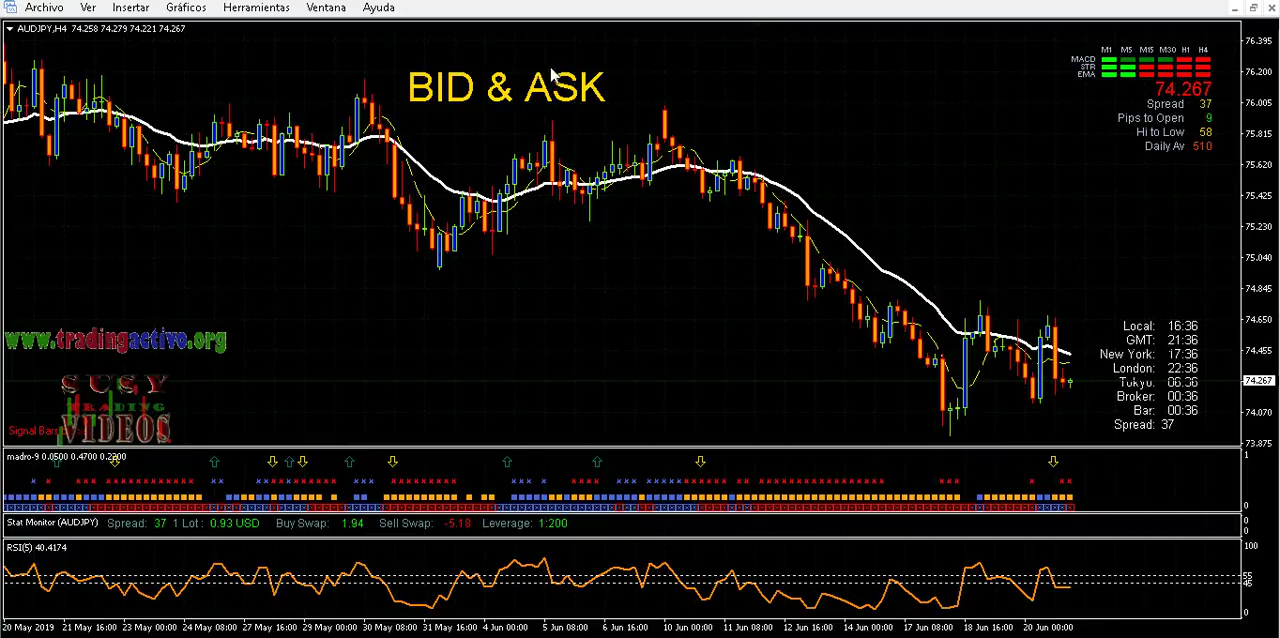 Archivo Ver Insertar Gráficos Herramientas Ventana Ayuda
AUDJPY,H4 74.258 74.279 74.221 74.267
BID & ASK
M1 M5 M15 M30 H1 H4
MACD
STR
EMA
74.267
Spread 37
Pips to Open 9
Hi to Low 58
Daily Av 510
76.395
76.200
76.005
75.815
75.620
75.425
75.230
75.040
74.845
74.650
74.455
74.267
74.070
73.875
www.tradingactivo.org
SUSY
TRADING
VIDEOS
Signal Bars
Local: 16:36
GMT: 21:36
New York: 17:36
London: 22:36
Tokyo: 06:36
Broker: 00:36
Bar: 00:36
Spread: 37
madro-9 0.0500 0.4700 0.2200
1
0
Stat Monitor (AUDJPY) Spread: 37 1 Lot: 0.93 USD Buy Swap: 1.94 Sell Swap: -5.18 Leverage: 1:200
0
0
RSI(5) 40.4174
100
55
45
0
20 May 2019 21 May 16:00 23 May 00:00 24 May 08:00 27 May 16:00 29 May 00:00 30 May 08:00 31 May 16:00 4 Jun 00:00 5 Jun 08:00 6 Jun 16:00 10 Jun 00:00 11 Jun 08:00 12 Jun 16:00 14 Jun 00:00 17 Jun 08:00 18 Jun 16:00 20 Jun 00:00